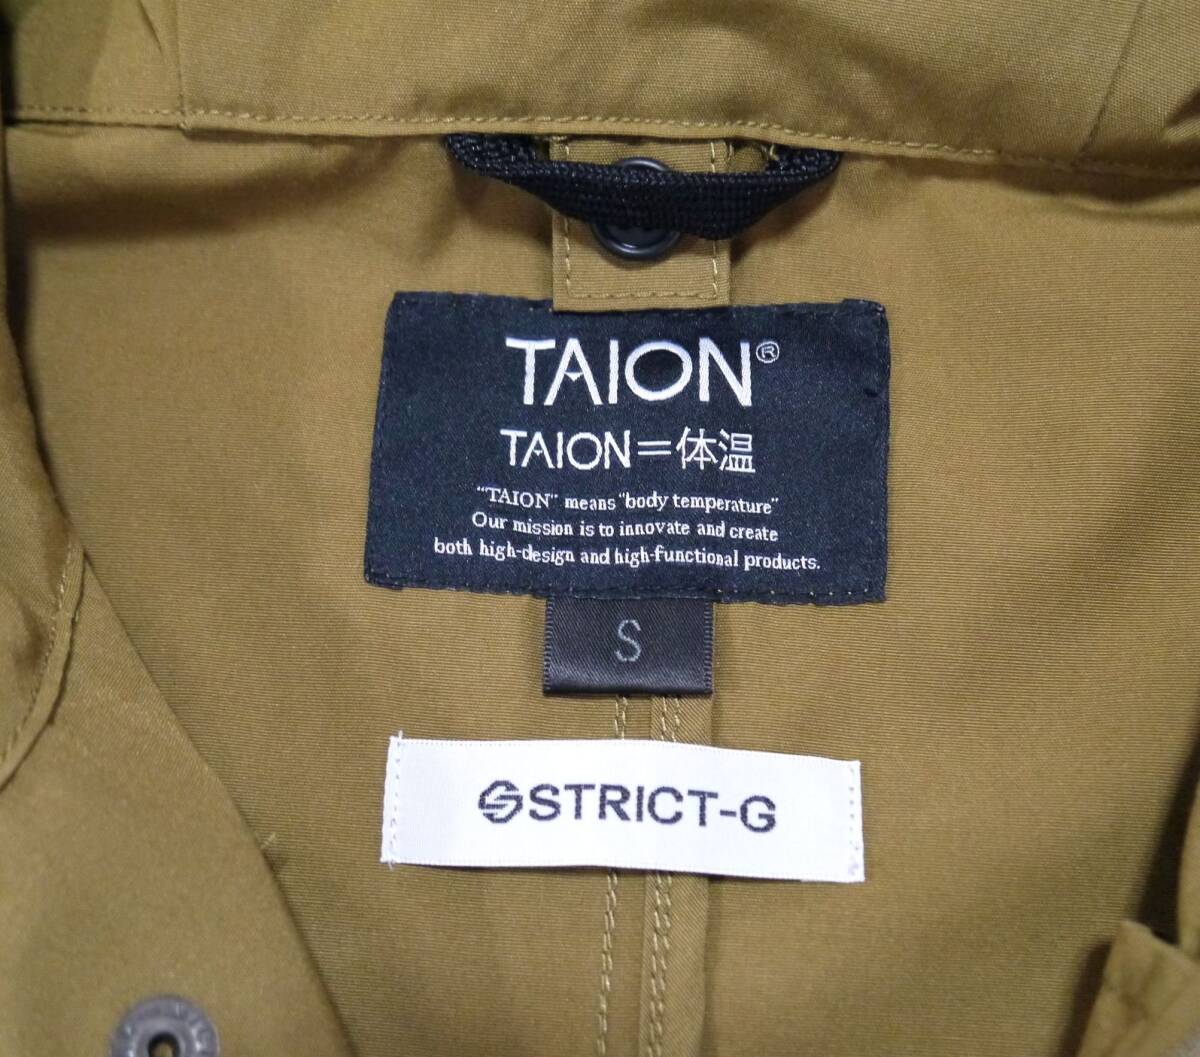 TAION®
TAION=体温
"TAION" means "body temperature"
Our mission is to innovate and create
both high-design and high-functional products.
S
STRICT-G